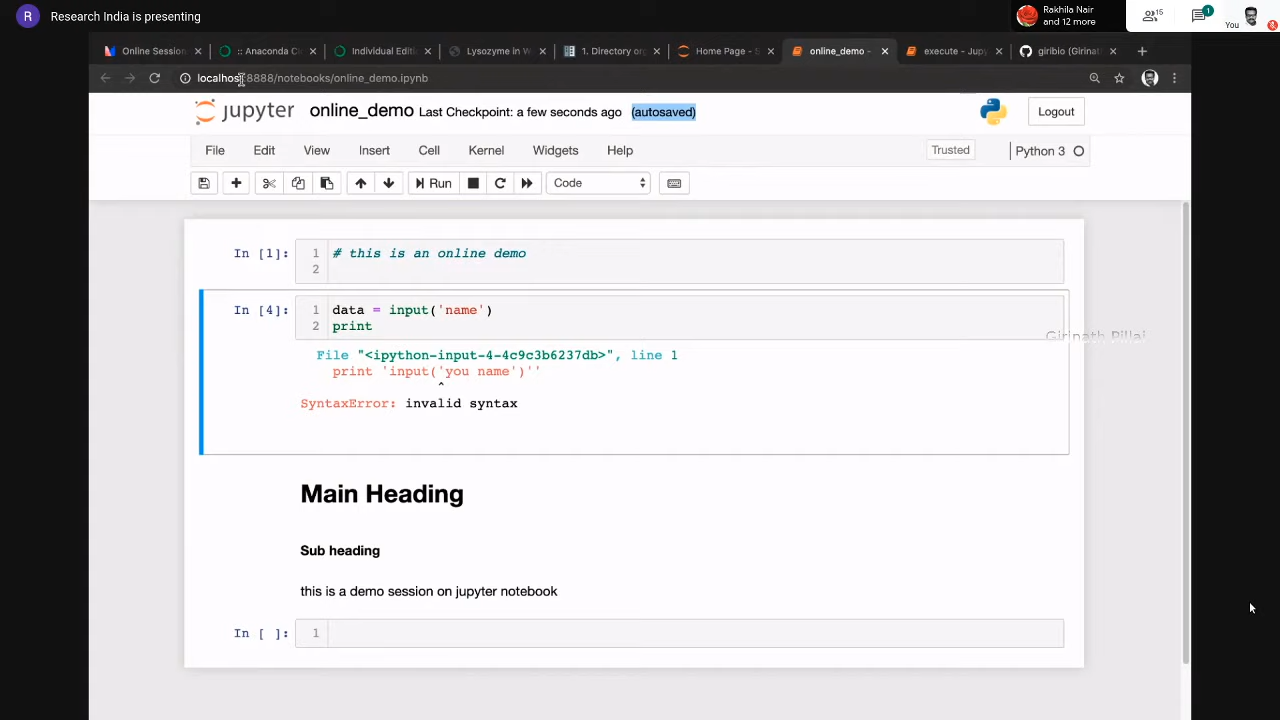 R Research India is presenting
Rakhila Nair
and 12 more
15
1
You
Online Session
:: Anaconda C
Individual Editi
Lysozyme in W
1. Directory or
Home Page - S
online_demo -
execute - Jupy
giribio (Girinat
localhost:8888/notebooks/online_demo.ipynb
jupyter online_demo Last Checkpoint: a few seconds ago (autosaved)
Logout
File Edit View Insert Cell Kernel Widgets Help
Trusted
Python 3
Run
Code
In [1]:
1 # this is an online demo
2
In [4]:
1 data = input('name')
2 print
Girinath Pillai
File "<ipython-input-4-4c9c3b6237db>", line 1
print 'input('you name')''
^
SyntaxError: invalid syntax
Main Heading
Sub heading
this is a demo session on jupyter notebook
In [ ]:
1